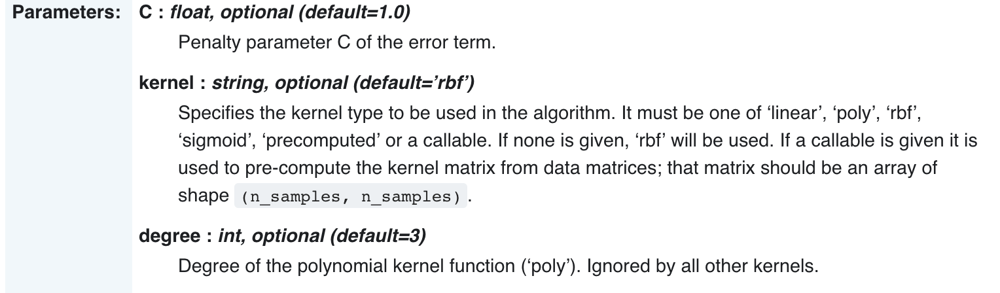 Parameters: C : float, optional (default=1.0)
Penalty parameter C of the error term.
kernel : string, optional (default=’rbf’)
Specifies the kernel type to be used in the algorithm. It must be one of ‘linear’, ‘poly’, ‘rbf’,
‘sigmoid’, ‘precomputed’ or a callable. If none is given, ‘rbf’ will be used. If a callable is given it is
used to pre-compute the kernel matrix from data matrices; that matrix should be an array of
shape (n_samples, n_samples).
degree : int, optional (default=3)
Degree of the polynomial kernel function (‘poly’). Ignored by all other kernels.